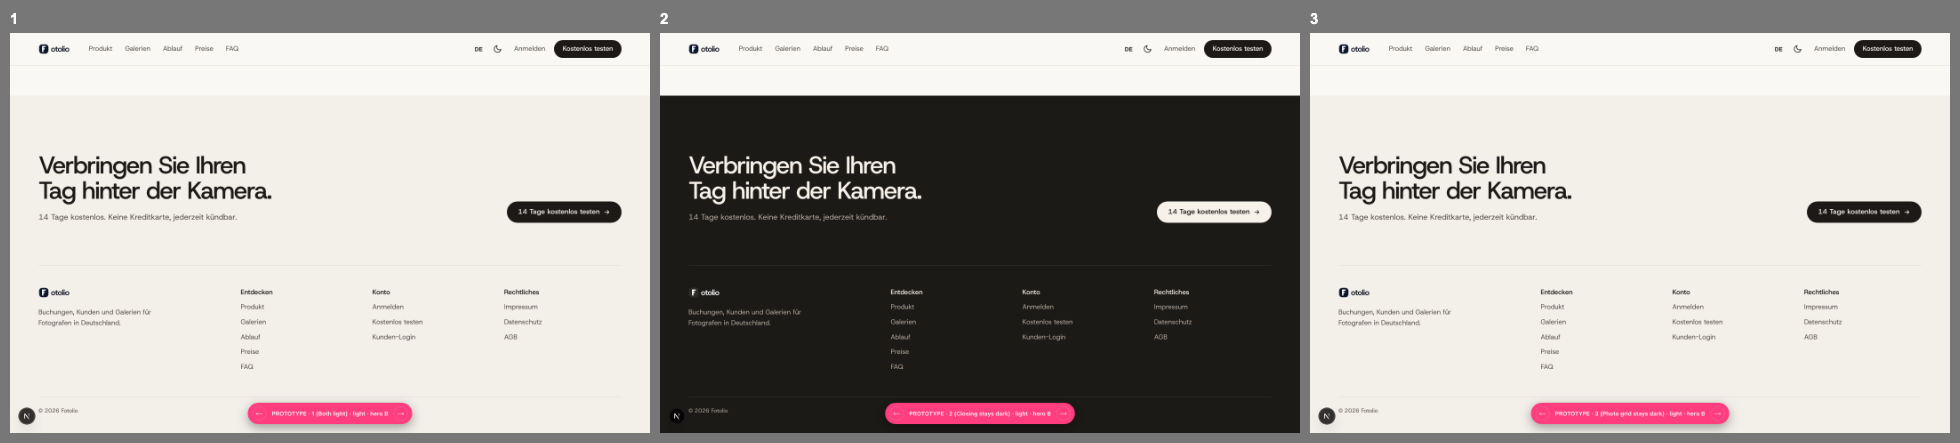 1
F otolio Produkt Galerien Ablauf Preise FAQ DE Anmelden Kostenlos testen
Verbringen Sie Ihren
Tag hinter der Kamera.
14 Tage kostenlos. Keine Kreditkarte, jederzeit kündbar.
14 Tage kostenlos testen →
F otolio
Buchungen, Kunden und Galerien für
Fotografen in Deutschland.
Entdecken
Produkt
Galerien
Ablauf
Preise
FAQ
Konto
Anmelden
Kostenlos testen
Kunden-Login
Rechtliches
Impressum
Datenschutz
AGB
N
© 2026 Fotolio
← PROTOTYPE · 1 (Both light) · light · hero B →
2
F otolio Produkt Galerien Ablauf Preise FAQ DE Anmelden Kostenlos testen
Verbringen Sie Ihren
Tag hinter der Kamera.
14 Tage kostenlos. Keine Kreditkarte, jederzeit kündbar.
14 Tage kostenlos testen →
F otolio
Buchungen, Kunden und Galerien für
Fotografen in Deutschland.
Entdecken
Produkt
Galerien
Ablauf
Preise
FAQ
Konto
Anmelden
Kostenlos testen
Kunden-Login
Rechtliches
Impressum
Datenschutz
AGB
N
© 2026 Fotolio
← PROTOTYPE · 2 (Closing stays dark) · light · hero B →
3
F otolio Produkt Galerien Ablauf Preise FAQ DE Anmelden Kostenlos testen
Verbringen Sie Ihren
Tag hinter der Kamera.
14 Tage kostenlos. Keine Kreditkarte, jederzeit kündbar.
14 Tage kostenlos testen →
F otolio
Buchungen, Kunden und Galerien für
Fotografen in Deutschland.
Entdecken
Produkt
Galerien
Ablauf
Preise
FAQ
Konto
Anmelden
Kostenlos testen
Kunden-Login
Rechtliches
Impressum
Datenschutz
AGB
N
© 2026 Fotolio
← PROTOTYPE · 3 (Photo grid stays dark) · light · hero B →